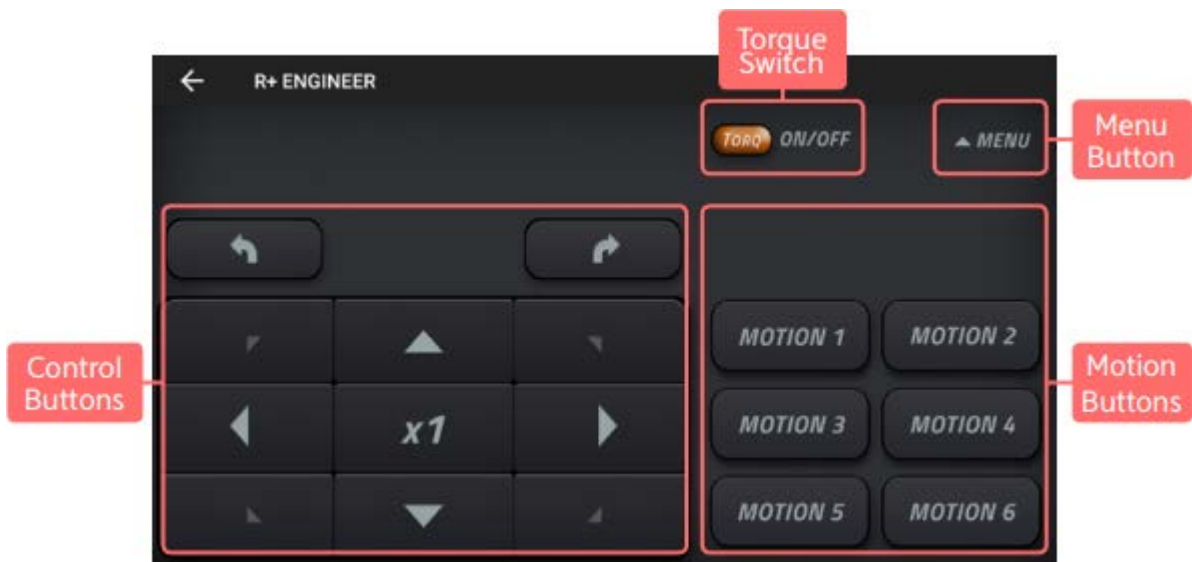 Torque
Switch
R+ ENGINEER
TORQ ON/OFF
MENU
Menu
Button
MOTION 1 MOTION 2
Control
Buttons
x1
MOTION 3 MOTION 4
Motion
Buttons
MOTION 5 MOTION 6